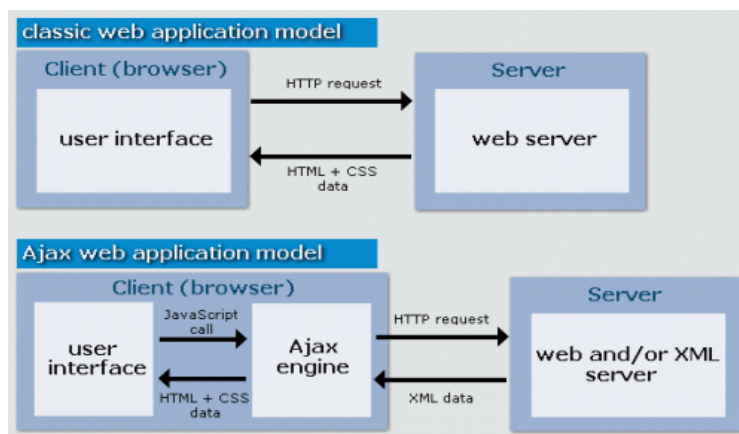 classic web application model
Client (browser)
Server
HTTP request
user interface
web server
HTML + CSS
data
Ajax web application model
Client (browser)
Server
JavaScript
call
HTTP request
user
interface
Ajax
engine
web and/or XML
server
HTML + CSS
data
XML data